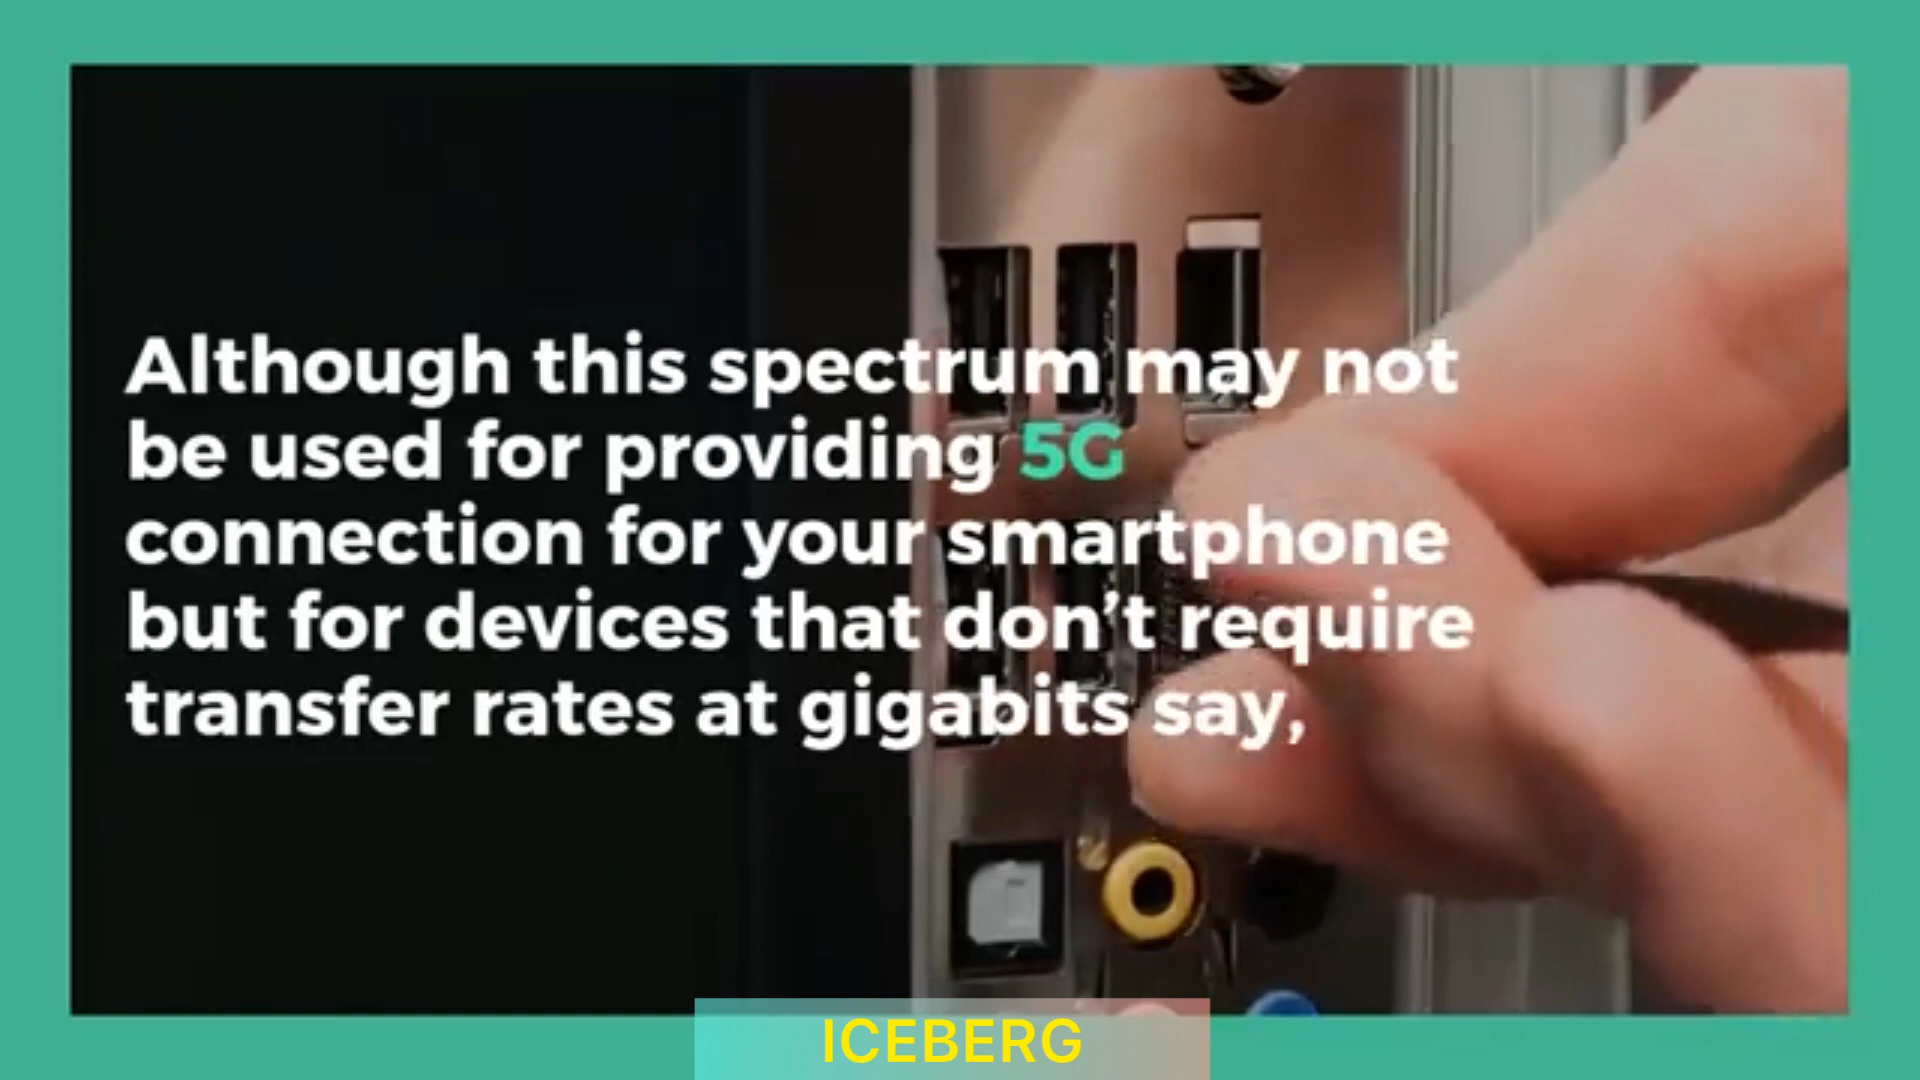 Although this spectrum may not
be used for providing 5G
connection for your smartphone
but for devices that don’t require
transfer rates at gigabits say,
ICEBERG